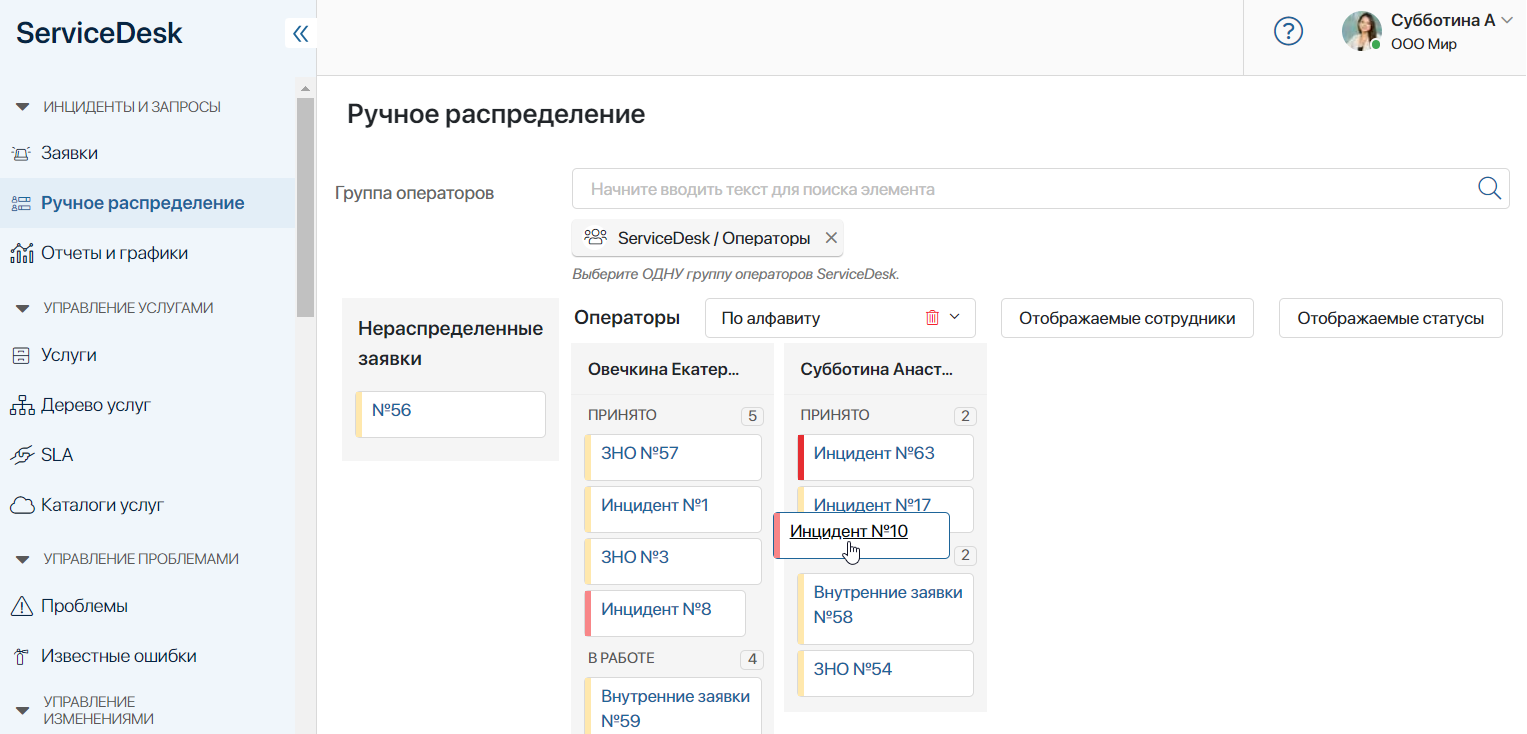 ServiceDesk
ИНЦИДЕНТЫ И ЗАПРОСЫ
Заявки
Ручное распределение
Отчеты и графики
УПРАВЛЕНИЕ УСЛУГАМИ
Услуги
Дерево услуг
SLA
Каталоги услуг
УПРАВЛЕНИЕ ПРОБЛЕМАМИ
Проблемы
Известные ошибки
УПРАВЛЕНИЕ
ИЗМЕНЕНИЯМИ
?
Субботина А
ООО Мир
Ручное распределение
Группа операторов
Начните вводить текст для поиска элемента
ServiceDesk / Операторы
Выберите ОДНУ группу операторов ServiceDesk.
Нераспределенные
заявки
№56
Операторы
По алфавиту
Отображаемые сотрудники
Отображаемые статусы
Овечкина Екатер...
ПРИНЯТО 5
ЗНО №57
Инцидент №1
ЗНО №3
Инцидент №8
В РАБОТЕ 4
Внутренние заявки
№59
Субботина Анаст...
ПРИНЯТО 2
Инцидент №63
Инцидент №17
Инцидент №10
2
Внутренние заявки
№58
ЗНО №54